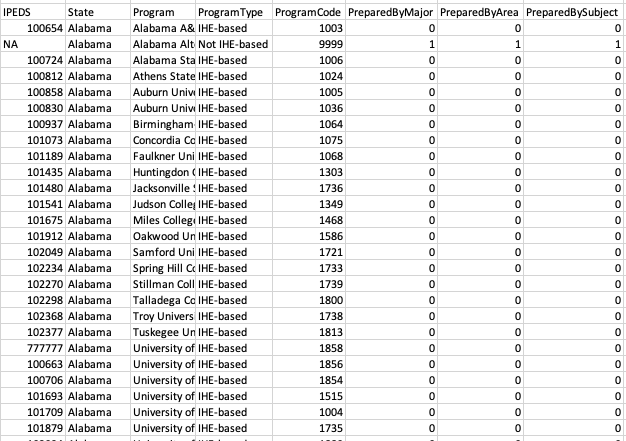 IPEDS State Program ProgramType ProgramCode PreparedByMajor PreparedByArea PreparedBySubject
100654 Alabama Alabama A& IHE-based 1003 0 0 0
NA Alabama Alabama Alt Not IHE-based 9999 1 1 1
100724 Alabama Alabama Sta IHE-based 1006 0 0 0
100812 Alabama Athens State IHE-based 1024 0 0 0
100858 Alabama Auburn Univ IHE-based 1005 0 0 0
100830 Alabama Auburn Univ IHE-based 1036 0 0 0
100937 Alabama Birmingham IHE-based 1064 0 0 0
101073 Alabama Concordia Co IHE-based 1075 0 0 0
101189 Alabama Faulkner Uni IHE-based 1068 0 0 0
101435 Alabama Huntingdon C IHE-based 1303 0 0 0
101480 Alabama Jacksonville S IHE-based 1736 0 0 0
101541 Alabama Judson Colleg IHE-based 1349 0 0 0
101675 Alabama Miles College IHE-based 1468 0 0 0
101912 Alabama Oakwood Un IHE-based 1586 0 0 0
102049 Alabama Samford Uni IHE-based 1721 0 0 0
102234 Alabama Spring Hill Co IHE-based 1733 0 0 0
102270 Alabama Stillman Coll IHE-based 1739 0 0 0
102298 Alabama Talladega Co IHE-based 1800 0 0 0
102368 Alabama Troy Univers IHE-based 1738 0 0 0
102377 Alabama Tuskegee Un IHE-based 1813 0 0 0
777777 Alabama University of IHE-based 1858 0 0 0
100663 Alabama University of IHE-based 1856 0 0 0
100706 Alabama University of IHE-based 1854 0 0 0
101693 Alabama University of IHE-based 1515 0 0 0
101709 Alabama University of IHE-based 1004 0 0 0
101879 Alabama University of IHE-based 1735 0 0 0